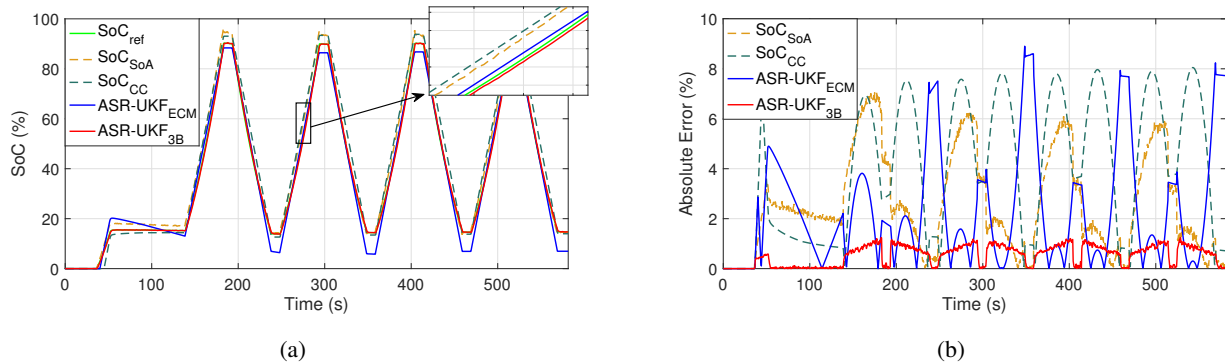 100
80
60
40
20
0
SoC (%)
SoC_ref
SoC_SoA
SoC_CC
ASR-UKF_ECM
ASR-UKF_3B
0 100 200 300 400 500
Time (s)
(a)
10
8
6
4
2
0
Absolute Error (%)
SoC_SoA
SoC_CC
ASR-UKF_ECM
ASR-UKF_3B
0 100 200 300 400 500
Time (s)
(b)